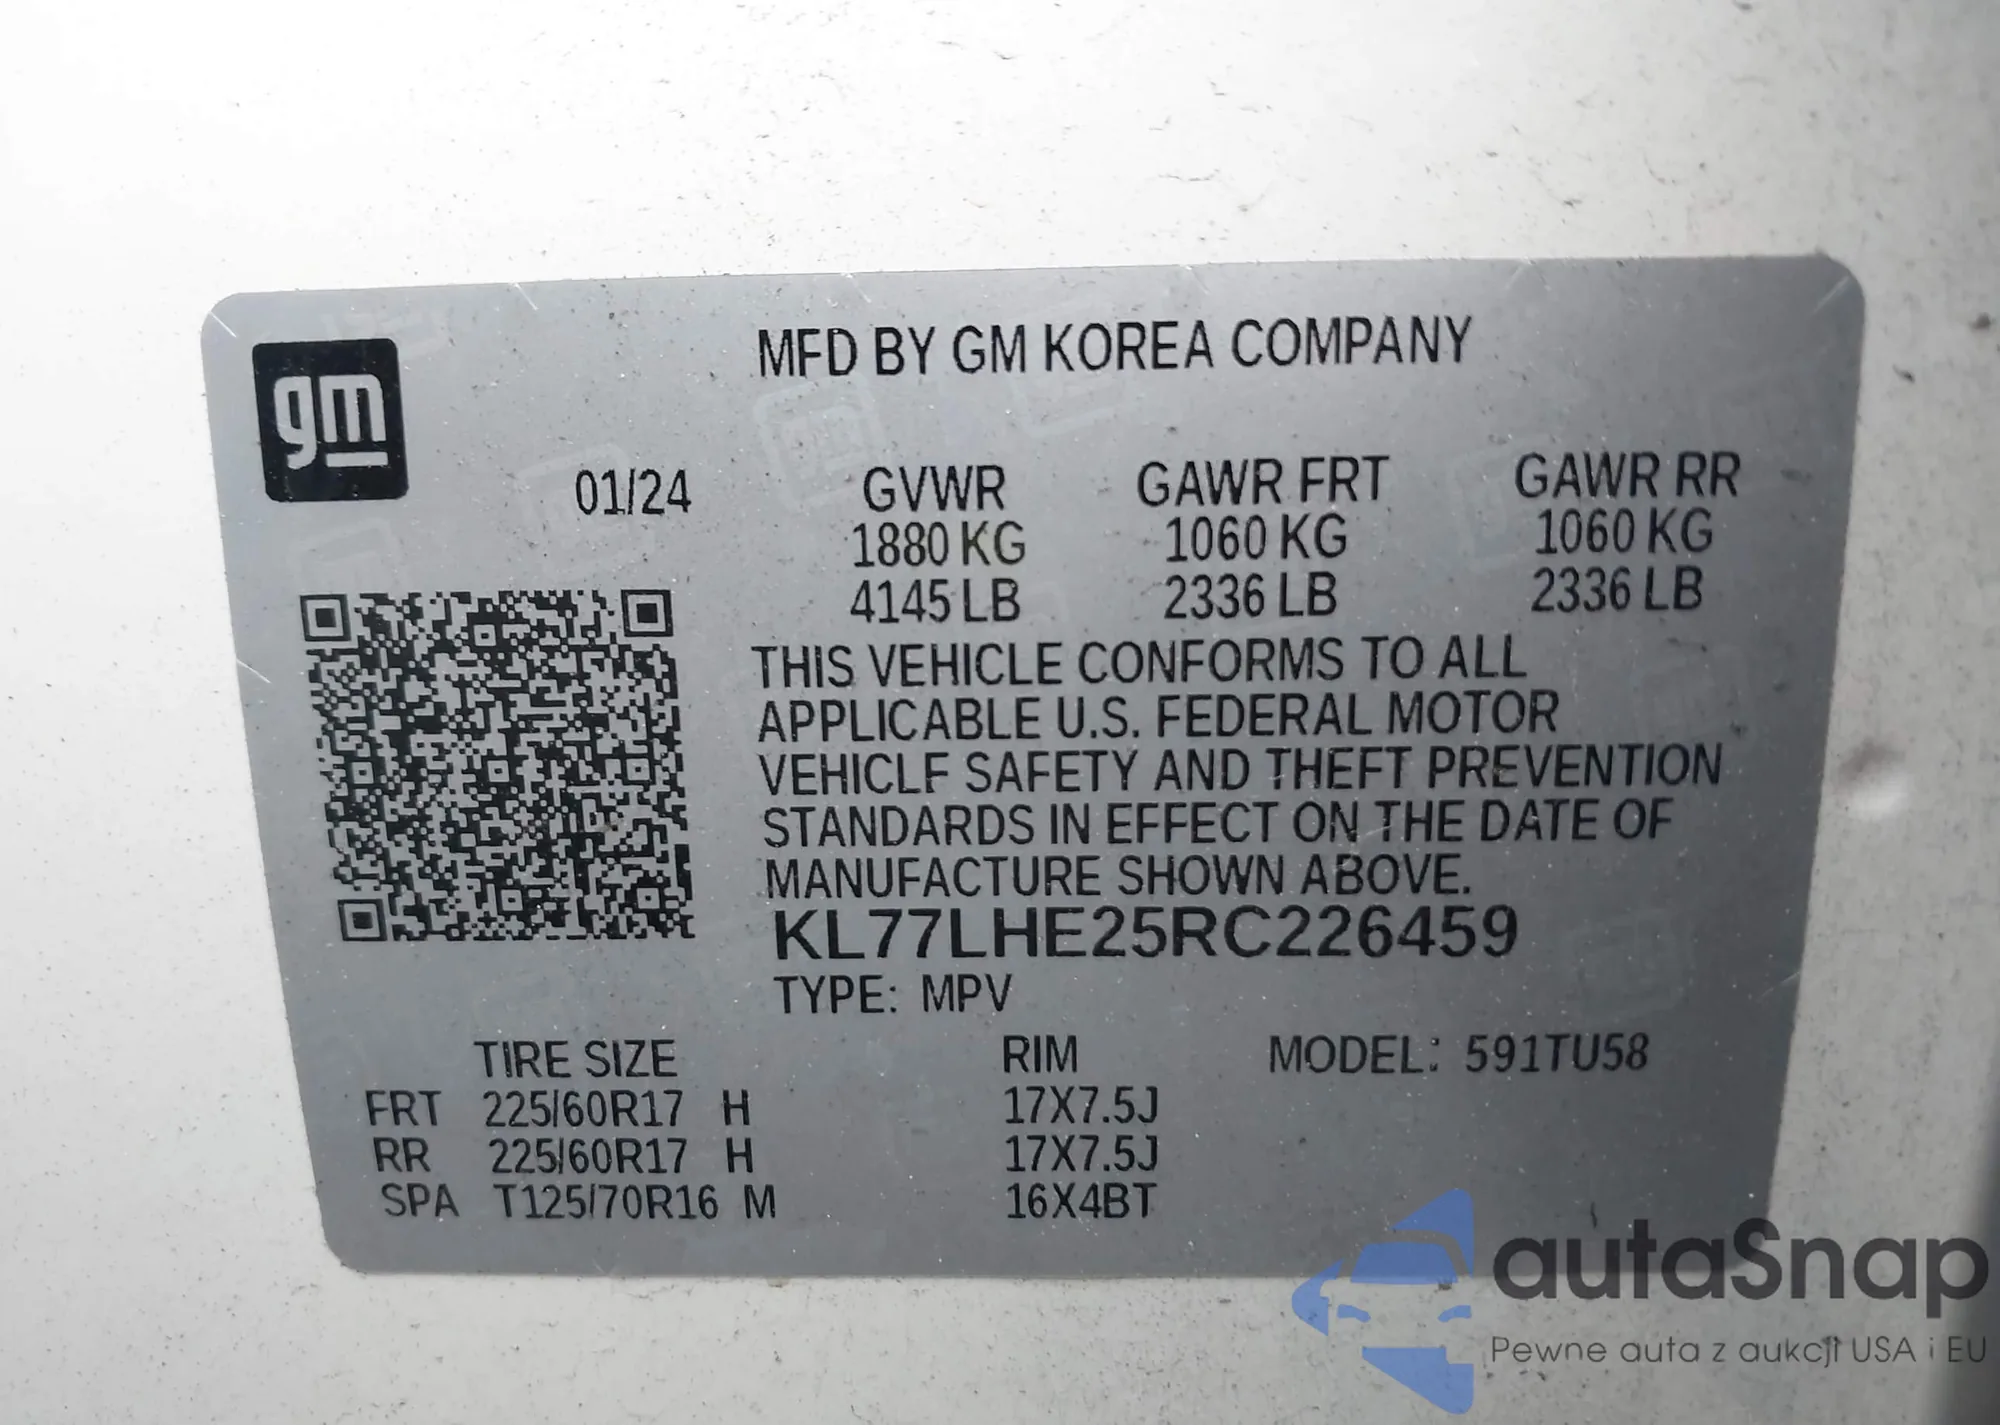 gm
MFD BY GM KOREA COMPANY
01/24 GVWR GAWR FRT GAWR RR
1880 KG 1060 KG 1060 KG
4145 LB 2336 LB 2336 LB
THIS VEHICLE CONFORMS TO ALL
APPLICABLE U.S. FEDERAL MOTOR
VEHICLE SAFETY AND THEFT PREVENTION
STANDARDS IN EFFECT ON THE DATE OF
MANUFACTURE SHOWN ABOVE.
KL77LHE25RC226459
TYPE: MPV
TIRE SIZE RIM MODEL: 591TU58
FRT 225/60R17 H 17X7.5J
RR 225/60R17 H 17X7.5J
SPA T125/70R16 M 16X4BT
autaSnap
Pewne auta z aukcji USA i EU